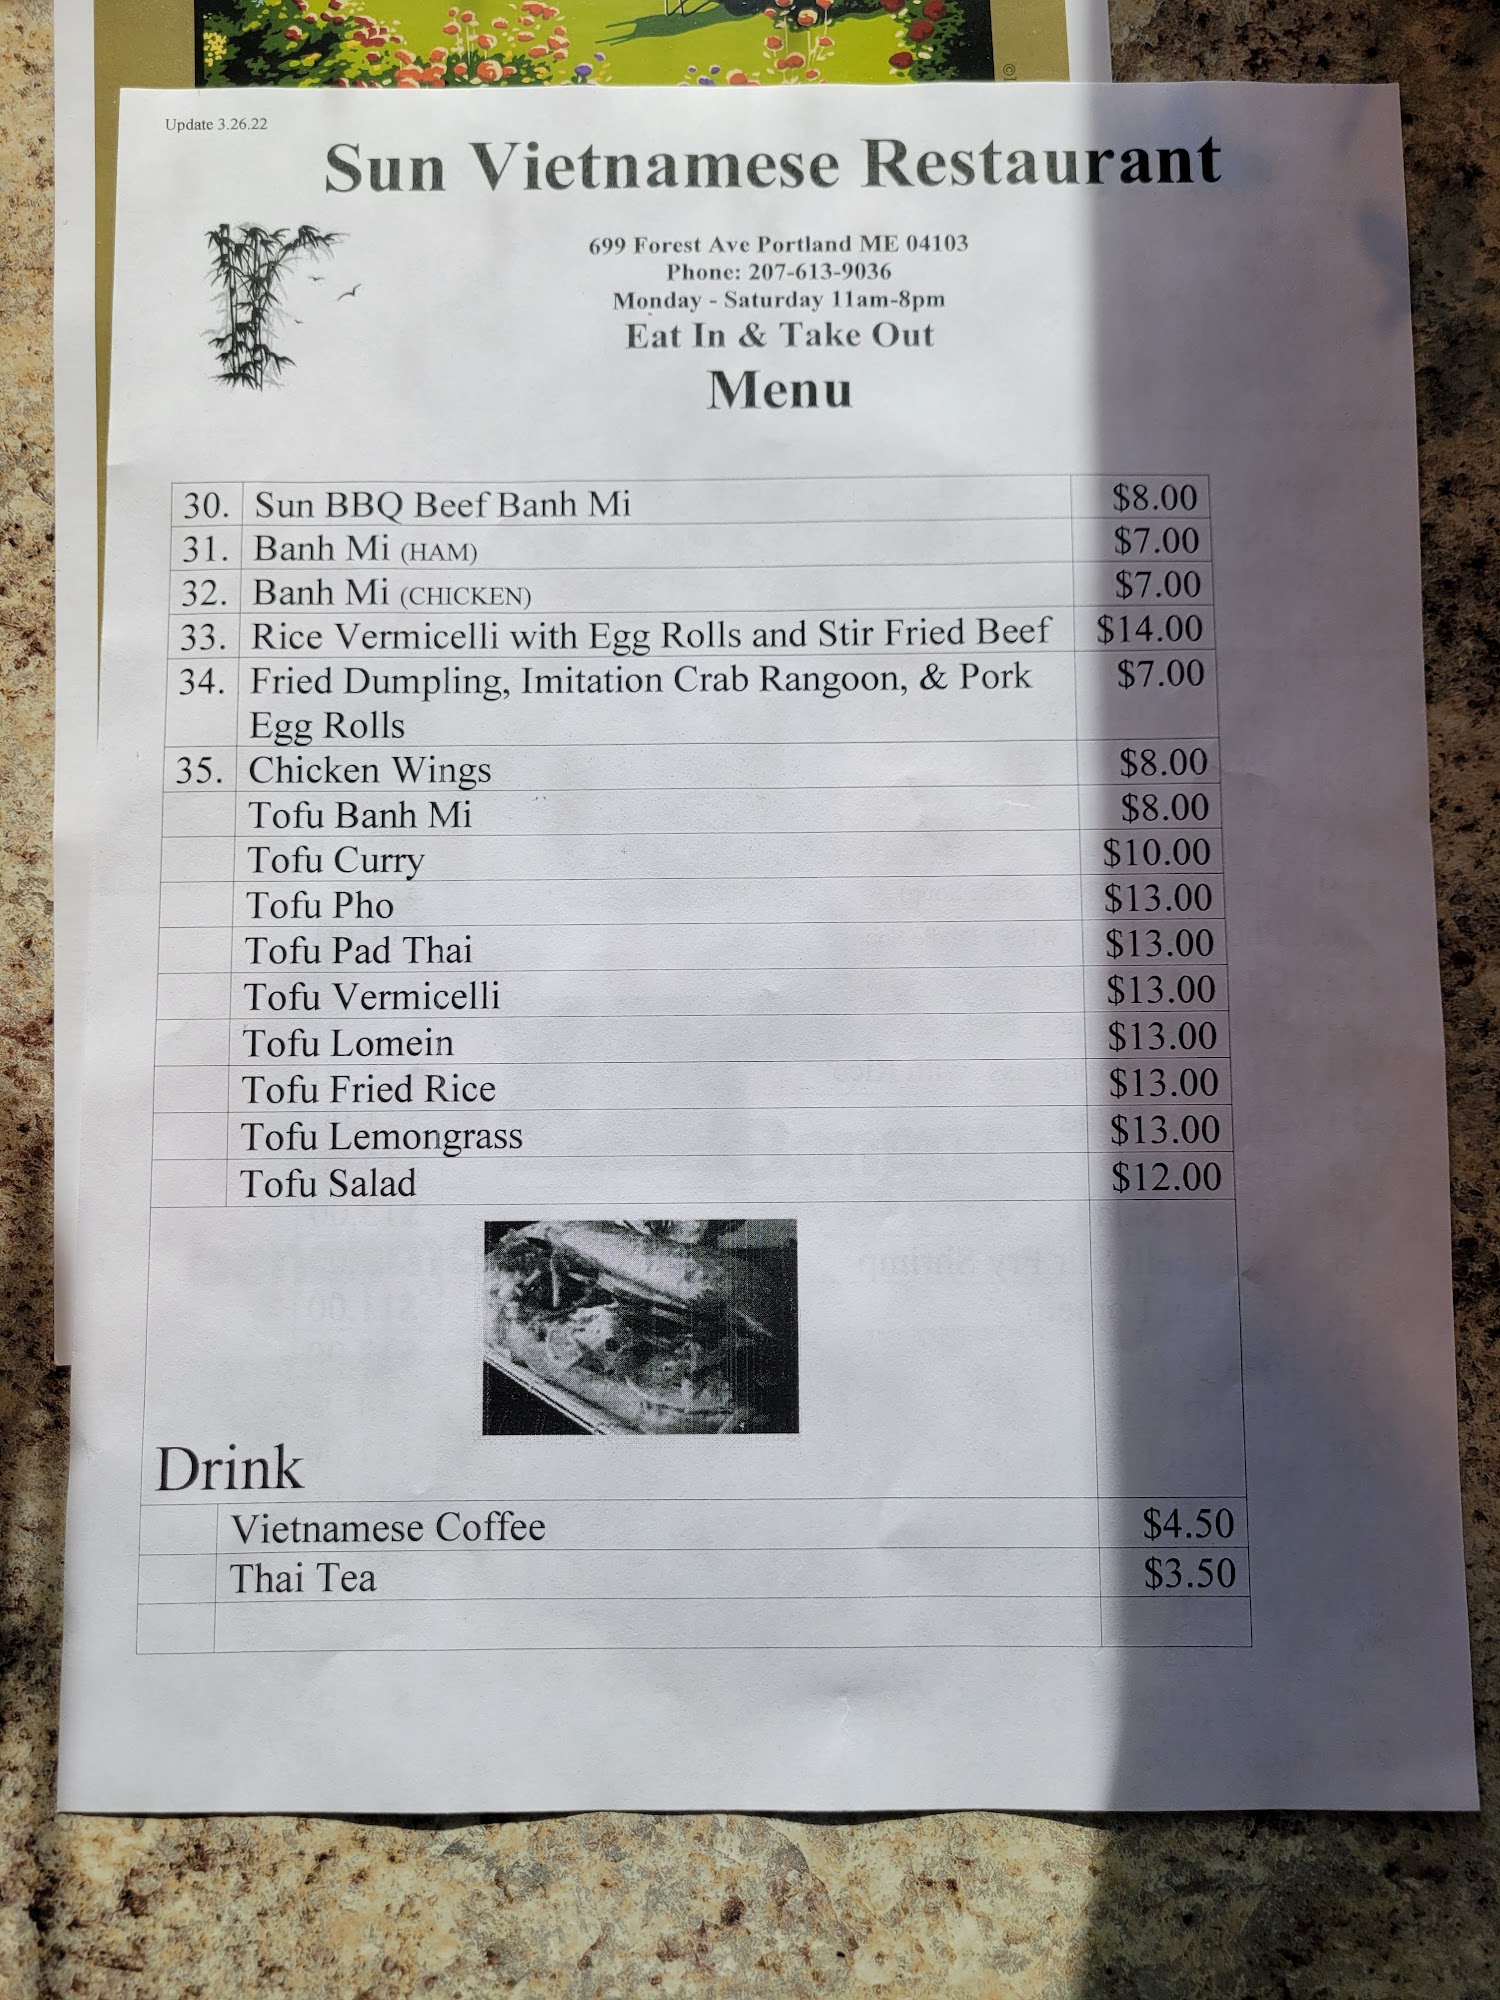 Update 3.26.22
Sun Vietnamese Restaurant
699 Forest Ave Portland ME 04103
Phone: 207-613-9036
Monday - Saturday 11am-8pm
Eat In & Take Out
Menu
30. Sun BBQ Beef Banh Mi $8.00
31. Banh Mi (HAM) $7.00
32. Banh Mi (CHICKEN) $7.00
33. Rice Vermicelli with Egg Rolls and Stir Fried Beef $14.00
34. Fried Dumpling, Imitation Crab Rangoon, & Pork $7.00
Egg Rolls
35. Chicken Wings $8.00
Tofu Banh Mi $8.00
Tofu Curry $10.00
Tofu Pho $13.00
Tofu Pad Thai $13.00
Tofu Vermicelli $13.00
Tofu Lomein $13.00
Tofu Fried Rice $13.00
Tofu Lemongrass $13.00
Tofu Salad $12.00
Drink
Vietnamese Coffee $4.50
Thai Tea $3.50